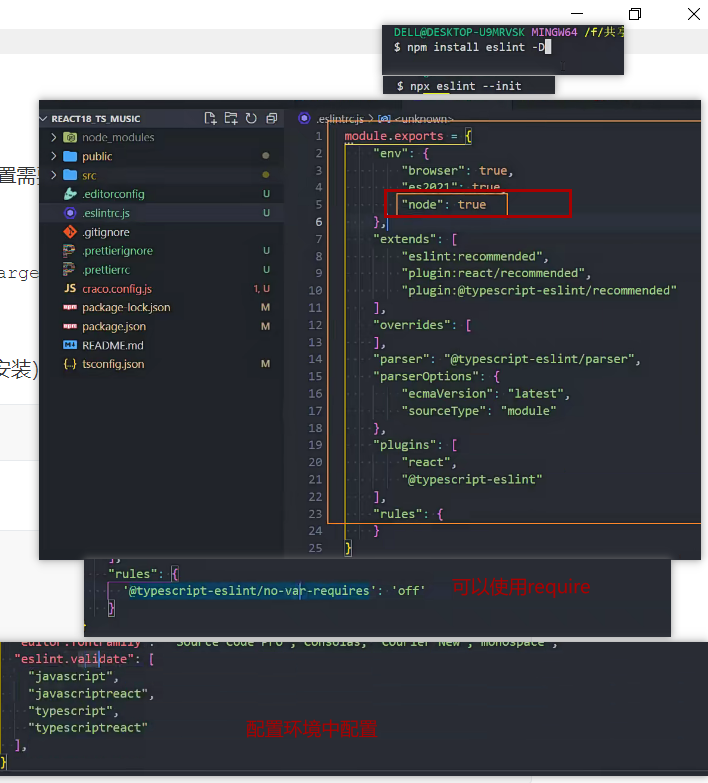 DELL@DESKTOP-U9MRVSK MINGW64 /f/共享
$ npm install eslint -D
$ npx eslint --init
REACT18_TS_MUSIC
node_modules
public
src
.editorconfig U
.eslintrc.js U
.gitignore
.prettierignore U
.prettierrc U
JS craco.config.js 1, U
package-lock.json M
package.json M
README.md
tsconfig.json M
置需
arge
安装)
.eslintrc.js > <unknown>
1 module.exports = {
2 "env": {
3 "browser": true,
4 "es2021": true,
5 "node": true
6 },
7 "extends": [
8 "eslint:recommended",
9 "plugin:react/recommended",
10 "plugin:@typescript-eslint/recommended"
11 ],
12 "overrides": [
13 ],
14 "parser": "@typescript-eslint/parser",
15 "parserOptions": {
16 "ecmaVersion": "latest",
17 "sourceType": "module"
18 },
19 "plugins": [
20 "react",
21 "@typescript-eslint"
22 ],
23 "rules": {
24 }
25 }
],
"rules": {
'@typescript-eslint/no-var-requires': 'off'
}
可以使用require
"editor.fontFamily": "'Source Code Pro', Consolas, 'Courier New', monospace",
"eslint.validate": [
"javascript",
"javascriptreact",
"typescript",
"typescriptreact"
],
}
配置环境中配置